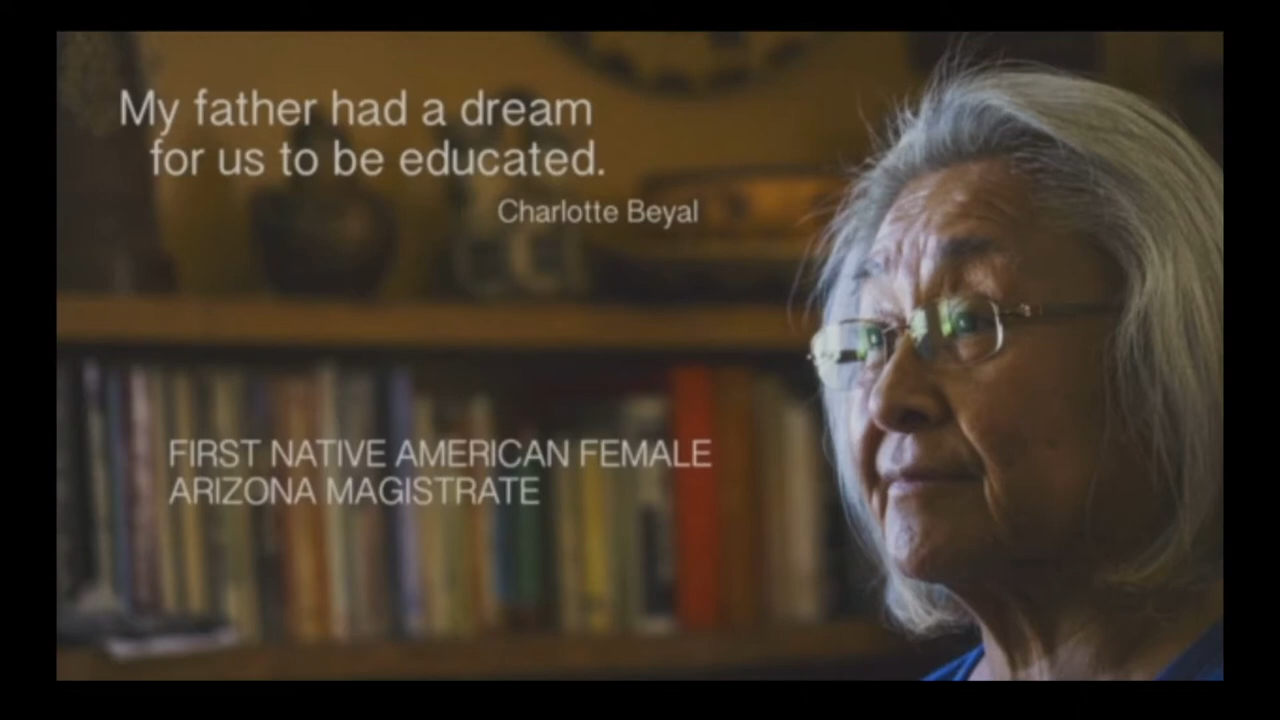 My father had a dream
for us to be educated.
Charlotte Beyal
FIRST NATIVE AMERICAN FEMALE
ARIZONA MAGISTRATE